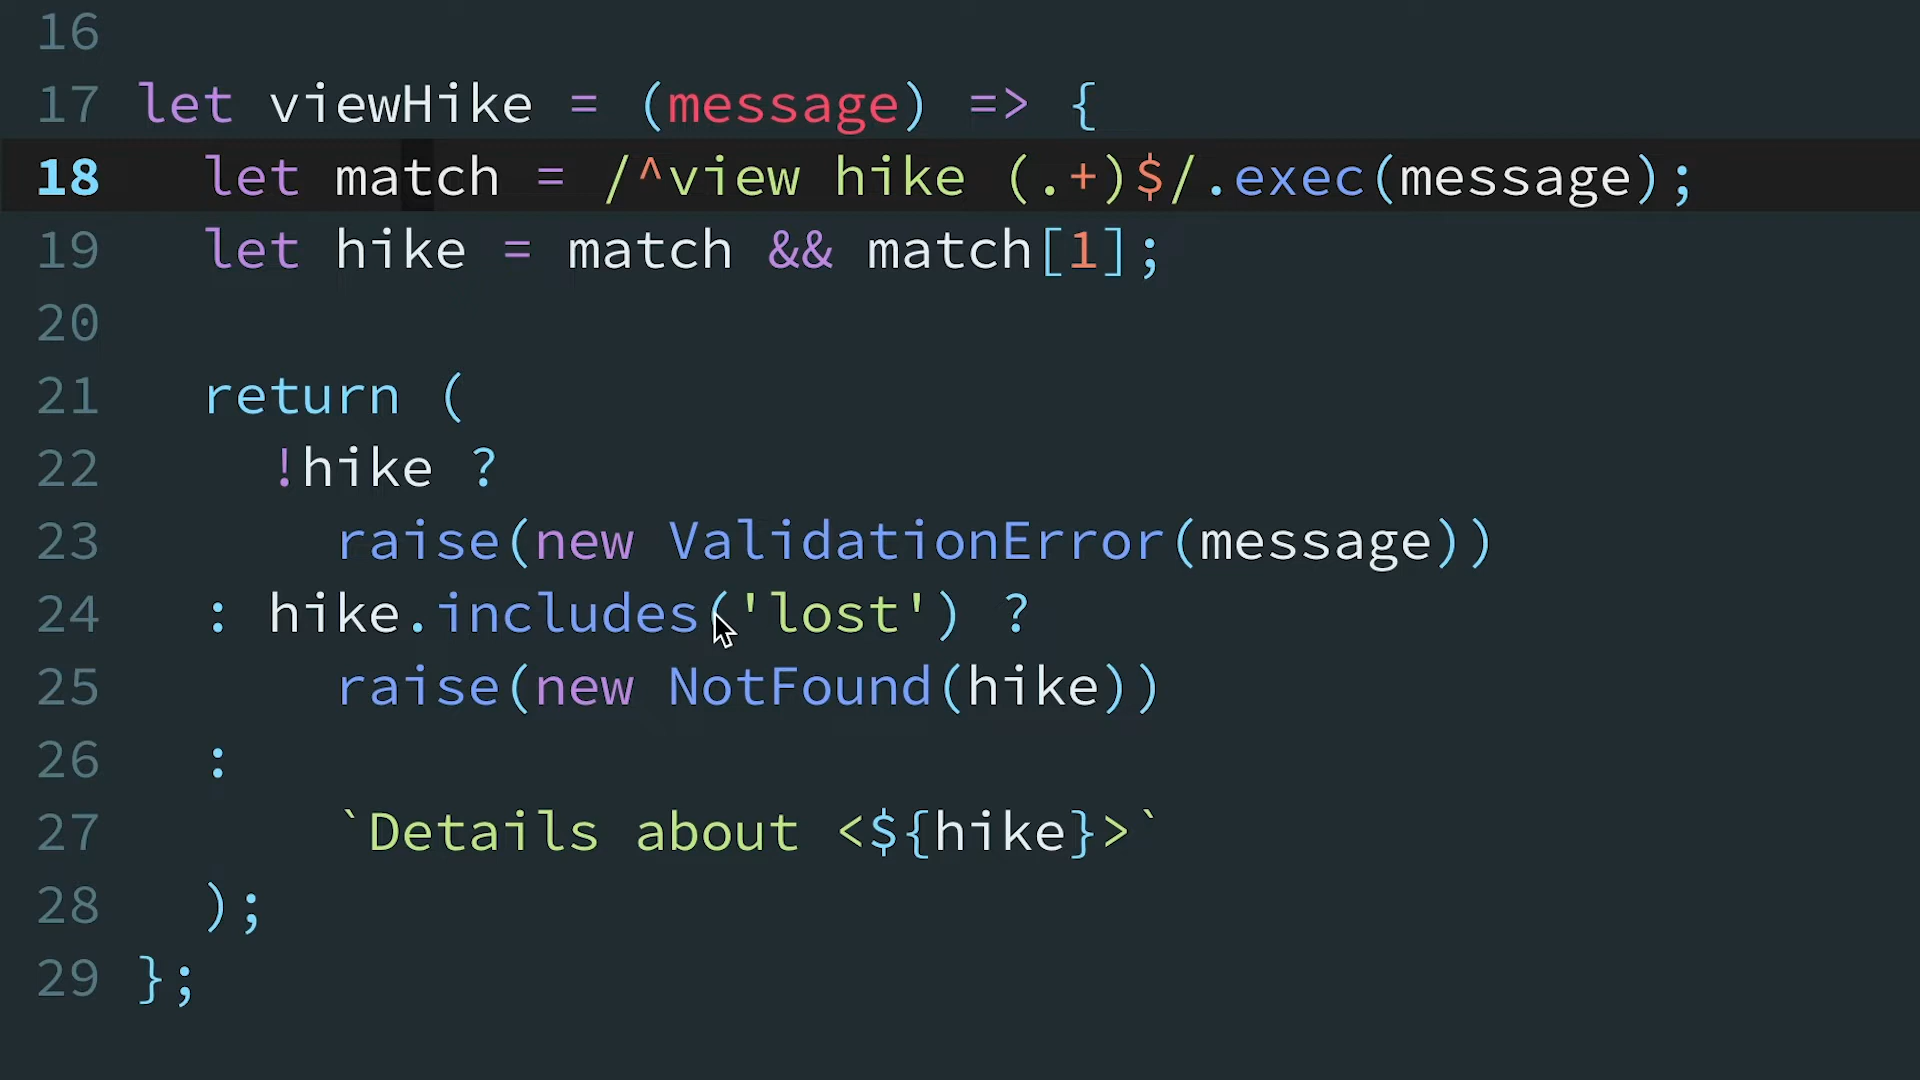 16
17 let viewHike = (message) => {
18   let match = /^view hike (.+)$/.exec(message);
19   let hike = match && match[1];
20
21   return (
22     !hike ?
23       raise(new ValidationError(message))
24   : hike.includes('lost') ?
25       raise(new NotFound(hike))
26   :
27       `Details about <${hike}>`
28   );
29 };